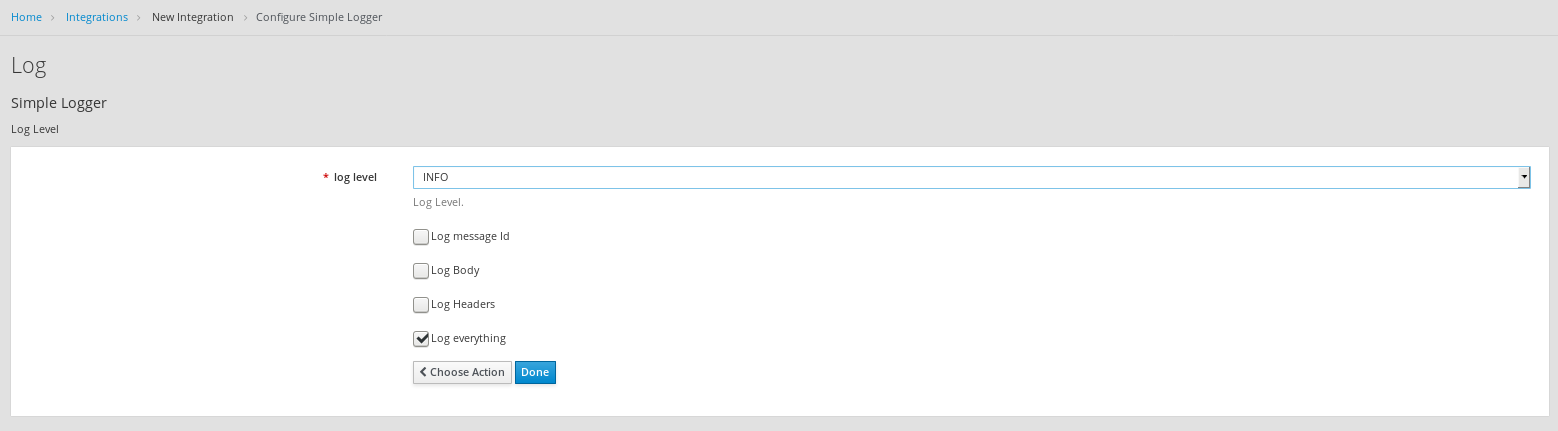 Home › Integrations › New Integration › Configure Simple Logger
Log
Simple Logger
Log Level
* log level INFO
Log Level.
Log message Id
Log Body
Log Headers
Log everything
Choose Action Done